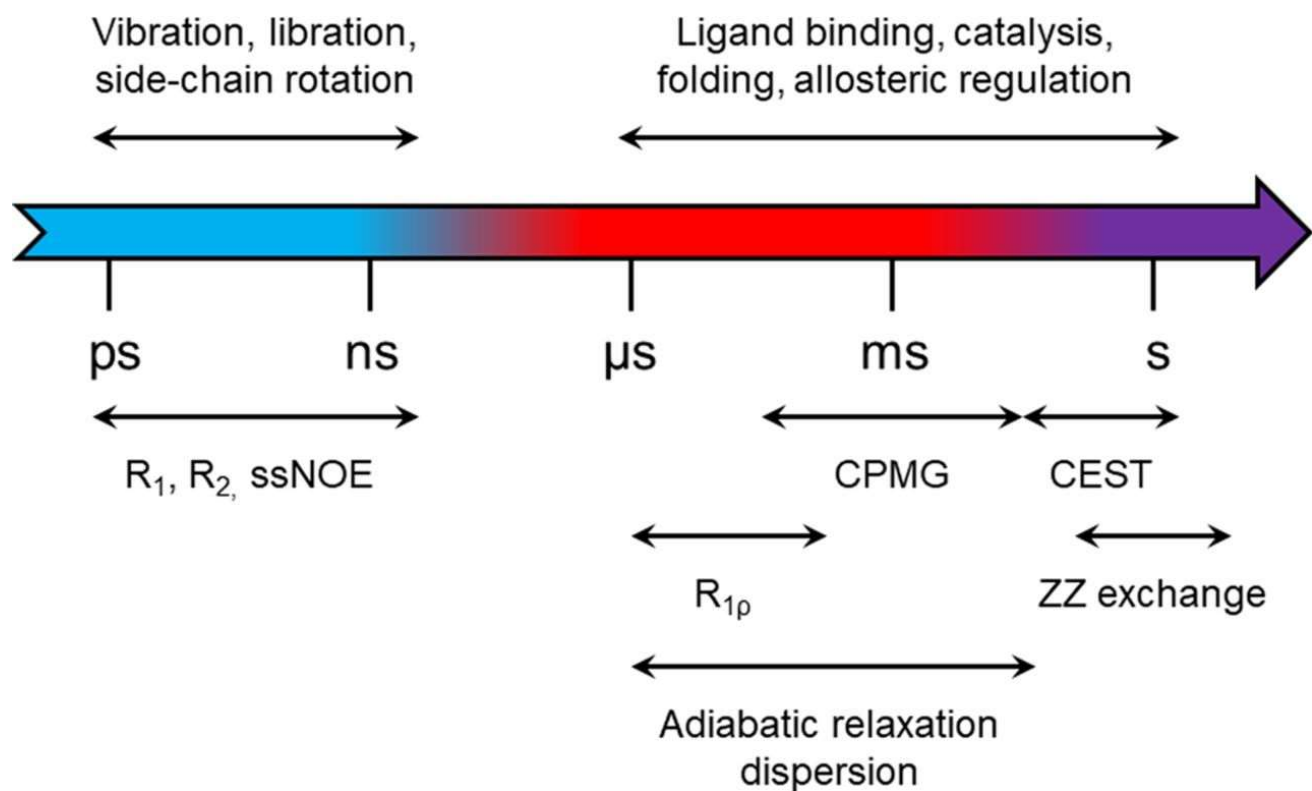 Vibration, libration,
side-chain rotation
Ligand binding, catalysis,
folding, allosteric regulation
ps
ns
µs
ms
s
R₁, R₂, ssNOE
CPMG
CEST
R₁ρ
ZZ exchange
Adiabatic relaxation
dispersion